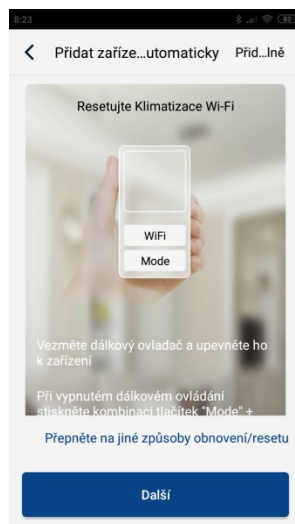 8:23
82
Přidat zaříze…utomaticky
Přid…lně
Resetujte Klimatizace Wi-Fi
WiFi
Mode
Vezměte dálkový ovladač a upevněte ho
k zařízení
Při vypnutém dálkovém ovládání
stiskněte kombinaci tlačítek "Mode" +
Přepněte na jiné způsoby obnovení/resetu
Další